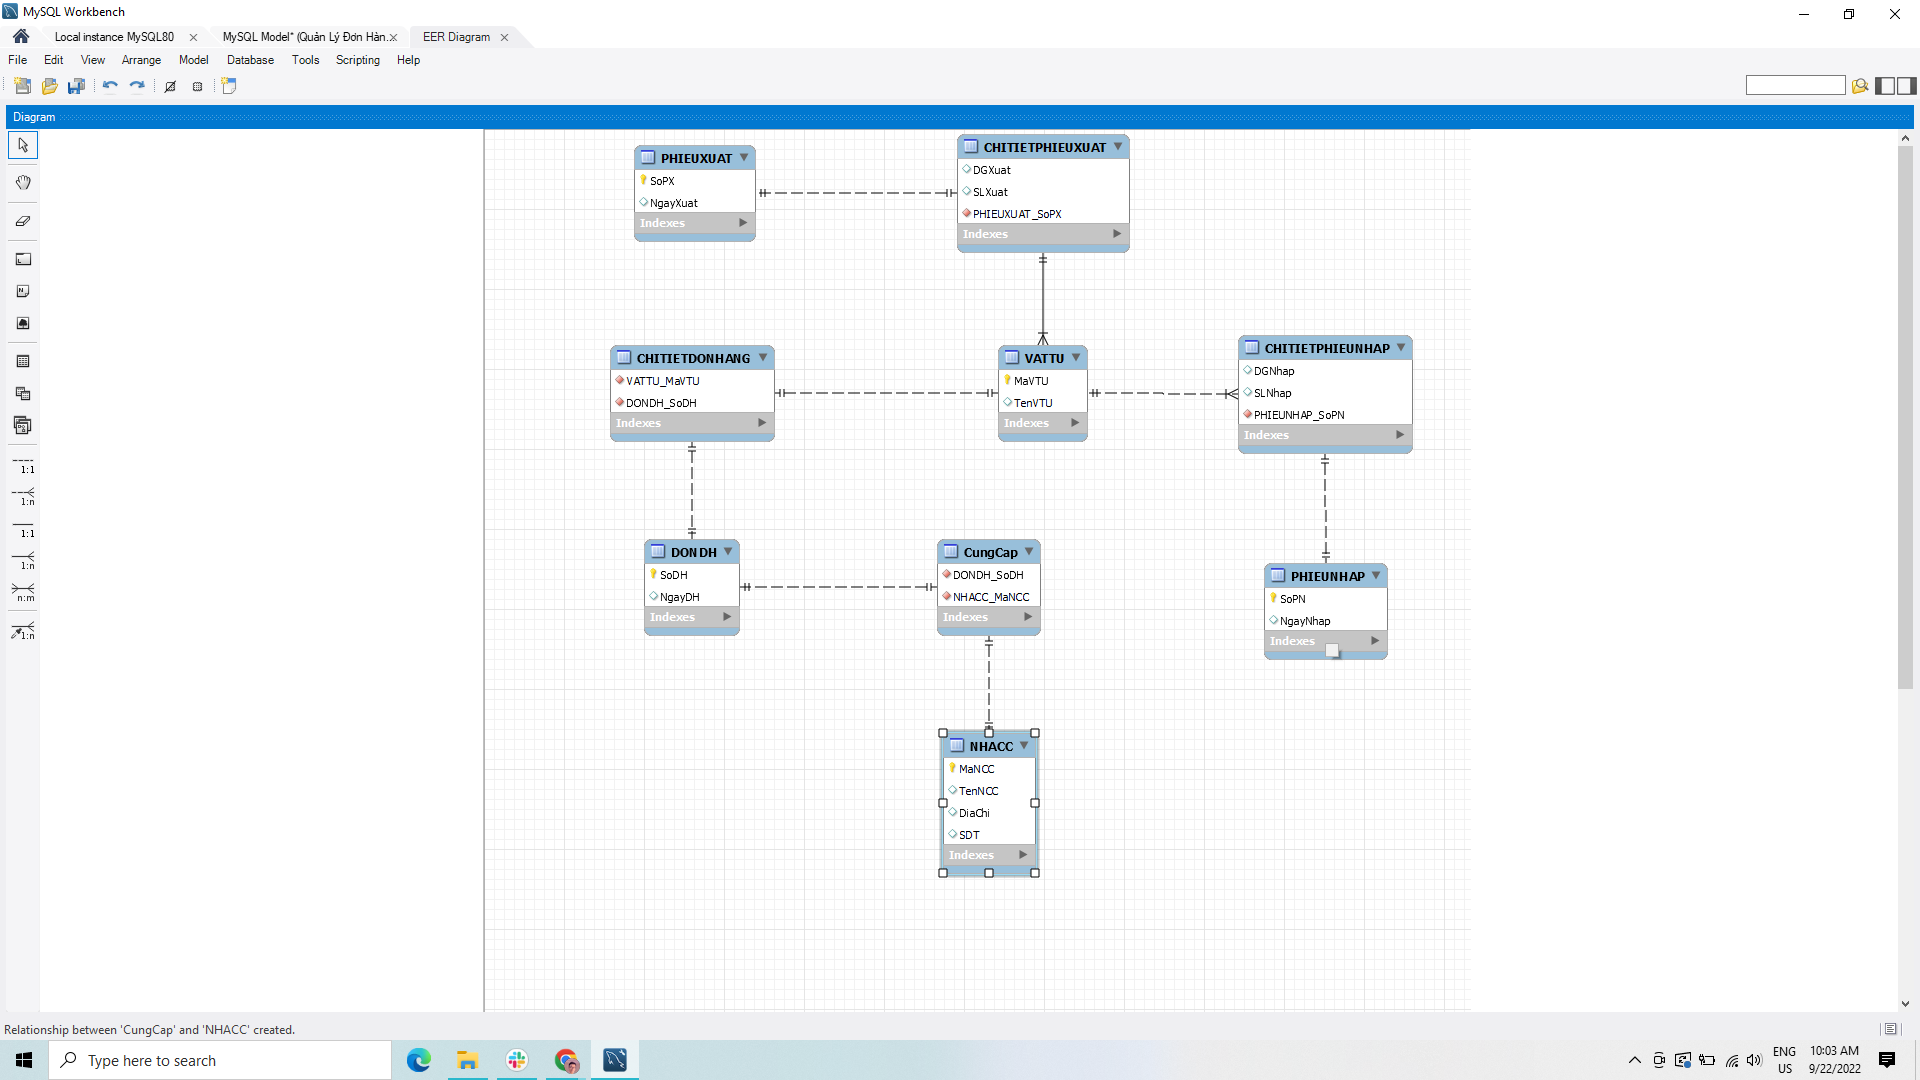 MySQL Workbench
Local instance MySQL80
MySQL Model* (Quản Lý Đơn Hàn...
EER Diagram
File Edit View Arrange Model Database Tools Scripting Help
Diagram
PHIEUXUAT
SoPX
NgayXuat
Indexes
CHITIETPHIEUXUAT
DGXuat
SLXuat
PHIEUXUAT_SoPX
Indexes
CHITIETDONHANG
VATTU_MaVTU
DONDH_SoDH
Indexes
VATTU
MaVTU
TenVTU
Indexes
CHITIETPHIEUNHAP
DGNhap
SLNhap
PHIEUNHAP_SoPN
Indexes
1:1
1:n
1:1
1:n
n:m
1:n
DONDH
SoDH
NgayDH
Indexes
CungCap
DONDH_SoDH
NHACC_MaNCC
Indexes
PHIEUNHAP
SoPN
NgayNhap
Indexes
NHACC
MaNCC
TenNCC
DiaChi
SDT
Indexes
Relationship between 'CungCap' and 'NHACC' created.
Type here to search
ENG
US
10:03 AM
9/22/2022